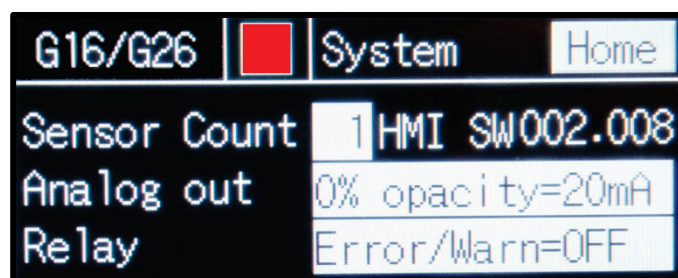 G16/G26 System Home
Sensor Count 1 HMI SW002.008
Analog out 0% opacity=20mA
Relay Error/Warn=OFF